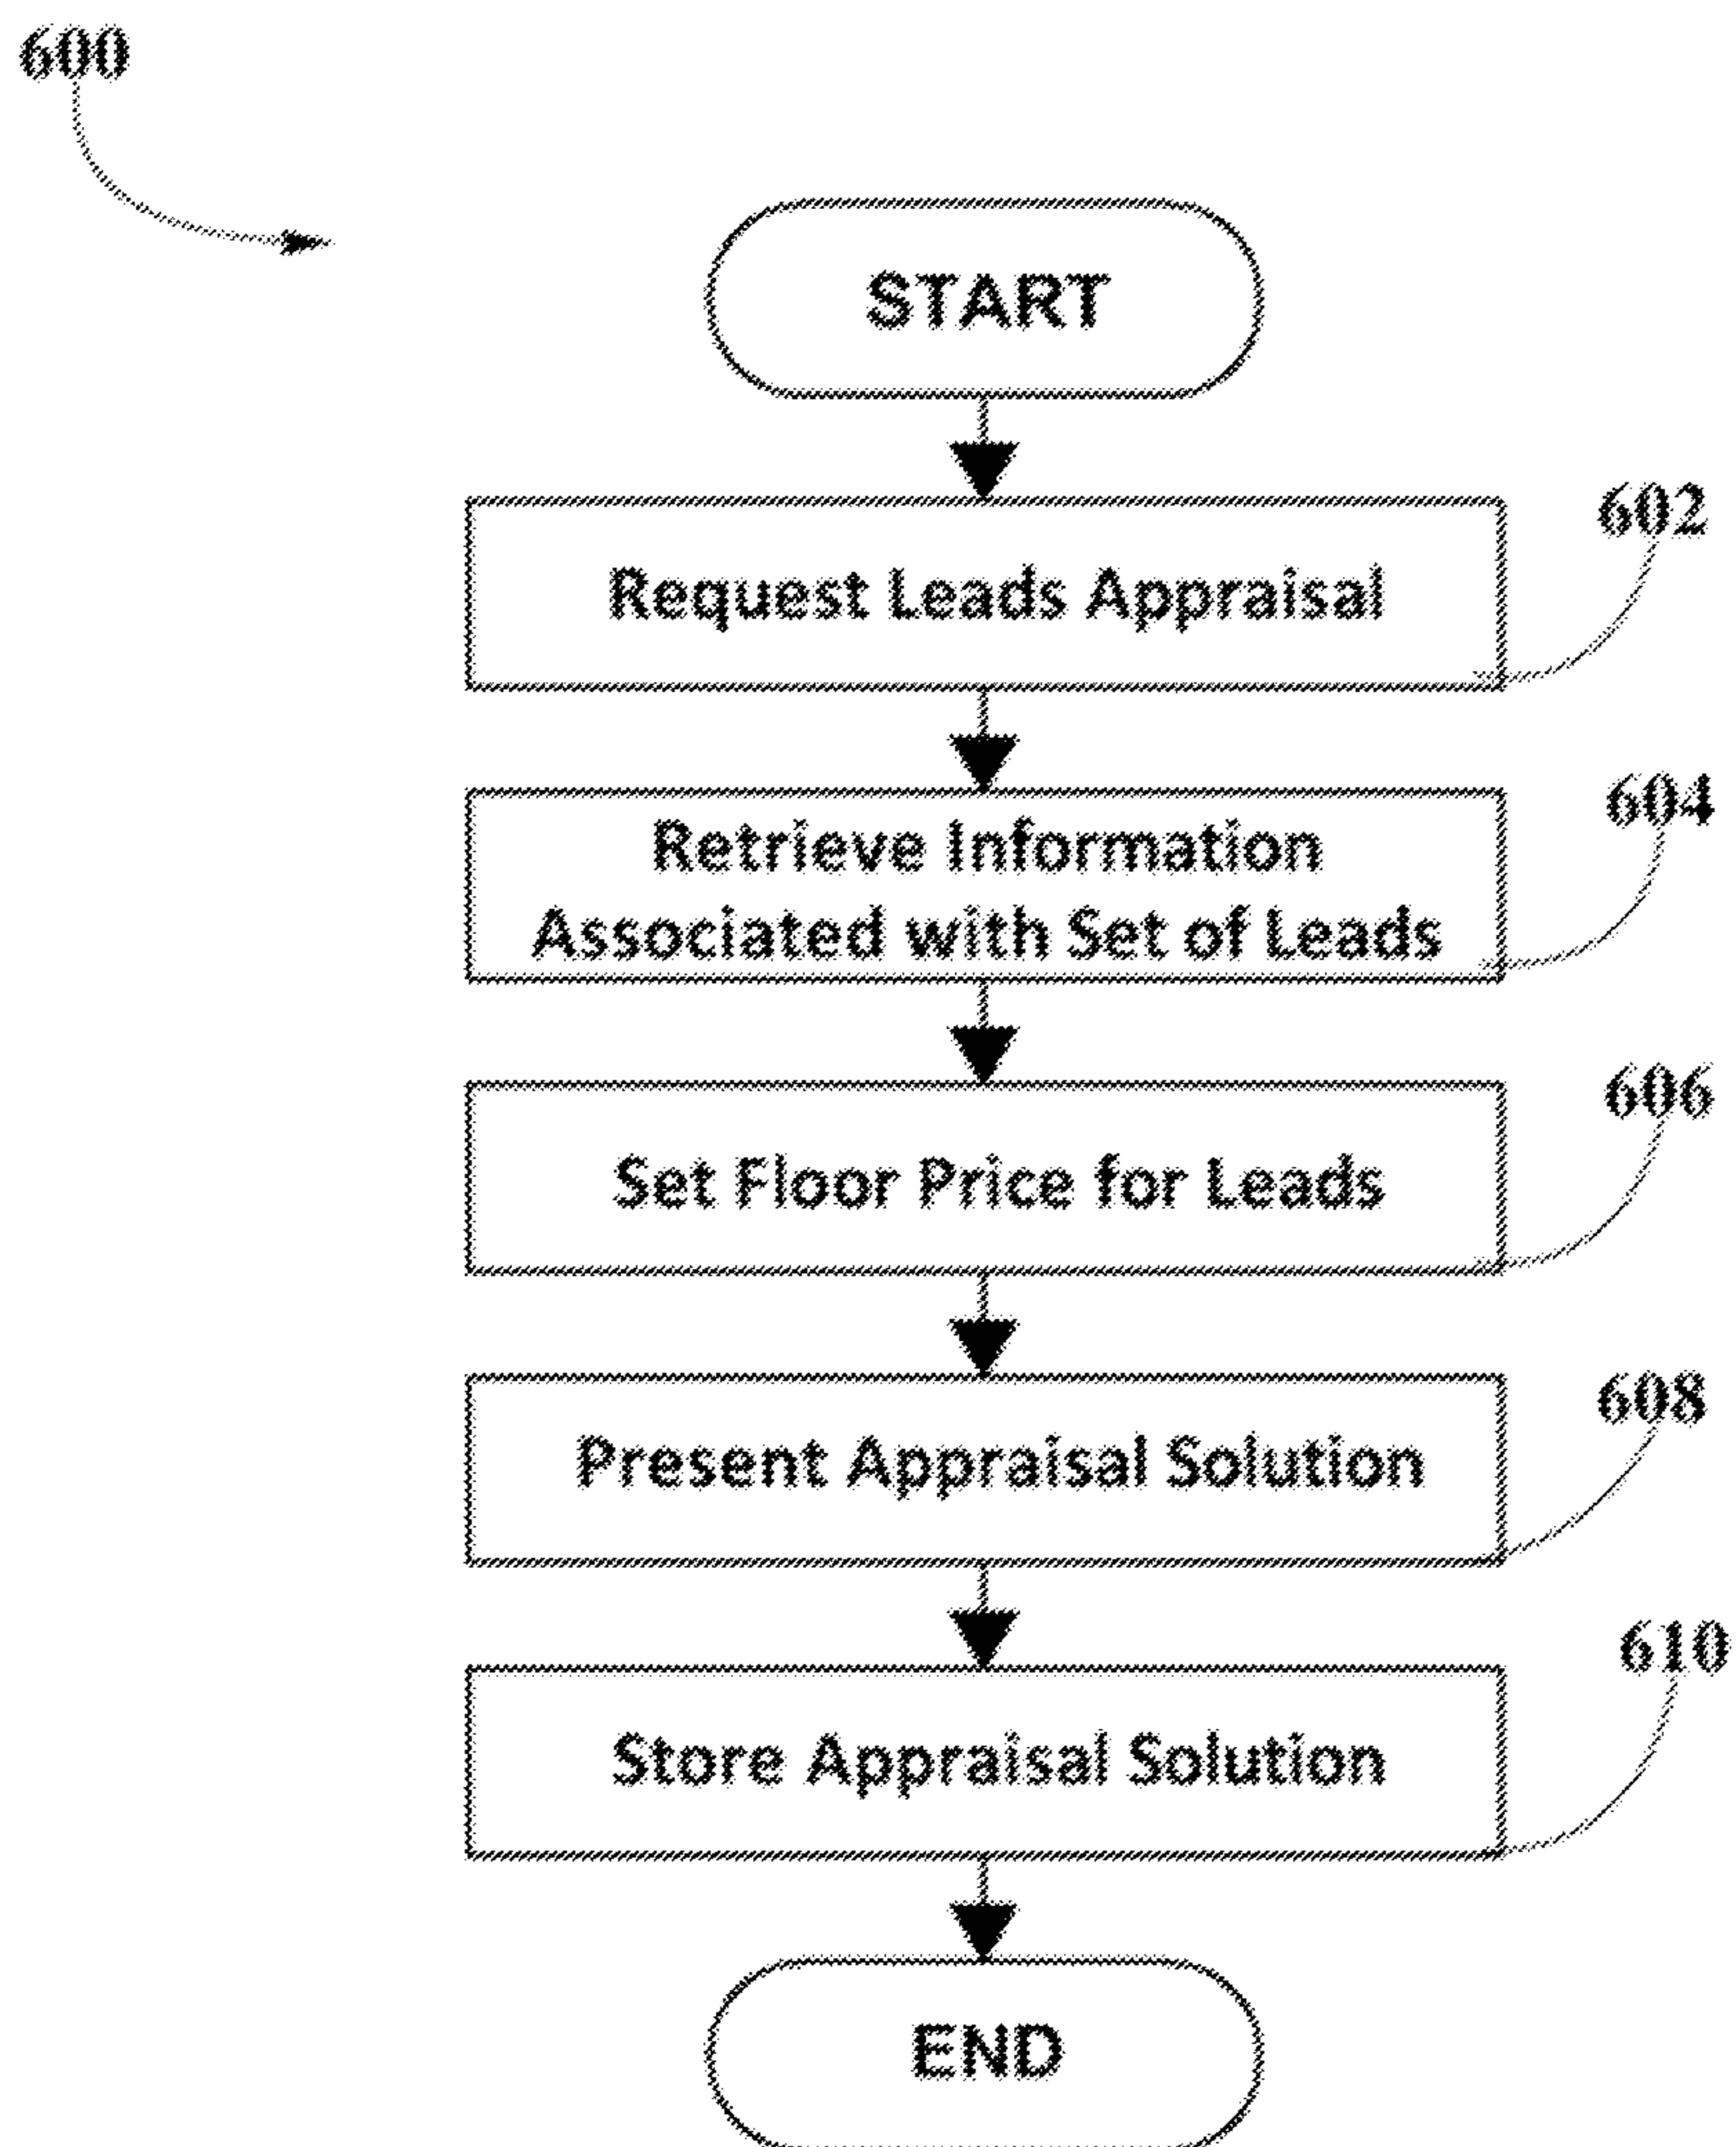 600
START
602
Request Leads Appraisal
604
Retrieve Information
Associated with Set of Leads
606
Set Floor Price for Leads
608
Present Appraisal Solution
610
Store Appraisal Solution
END